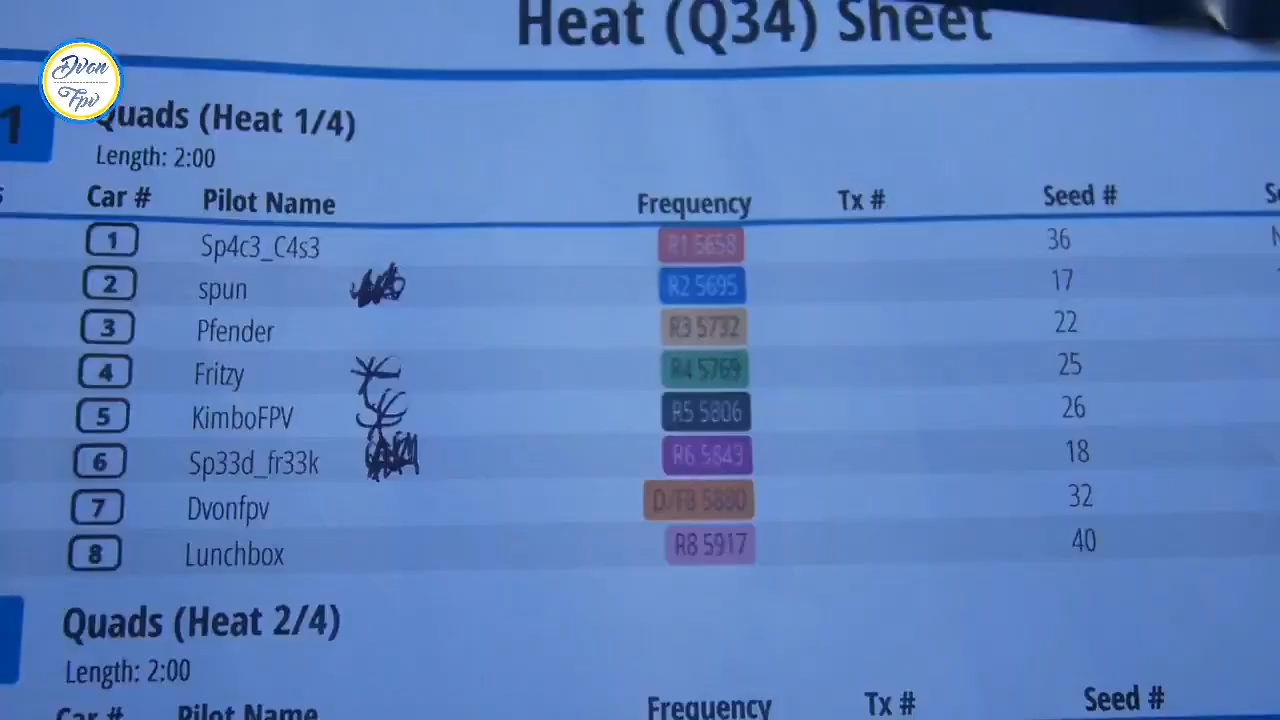 Heat (Q34) Sheet
Dvon
Fpv
1
Quads (Heat 1/4)
Length: 2:00
Car # Pilot Name Frequency Tx # Seed #
1 Sp4c3_C4s3 R1 5658 36
2 spun R2 5695 17
3 Pfender R3 5732 22
4 Fritzy R4 5769 25
5 KimboFPV R5 5806 26
6 Sp33d_fr33k R6 5843 18
7 Dvonfpv D/F8 5880 32
8 Lunchbox R8 5917 40
Quads (Heat 2/4)
Length: 2:00
Car # Pilot Name Frequency Tx # Seed #